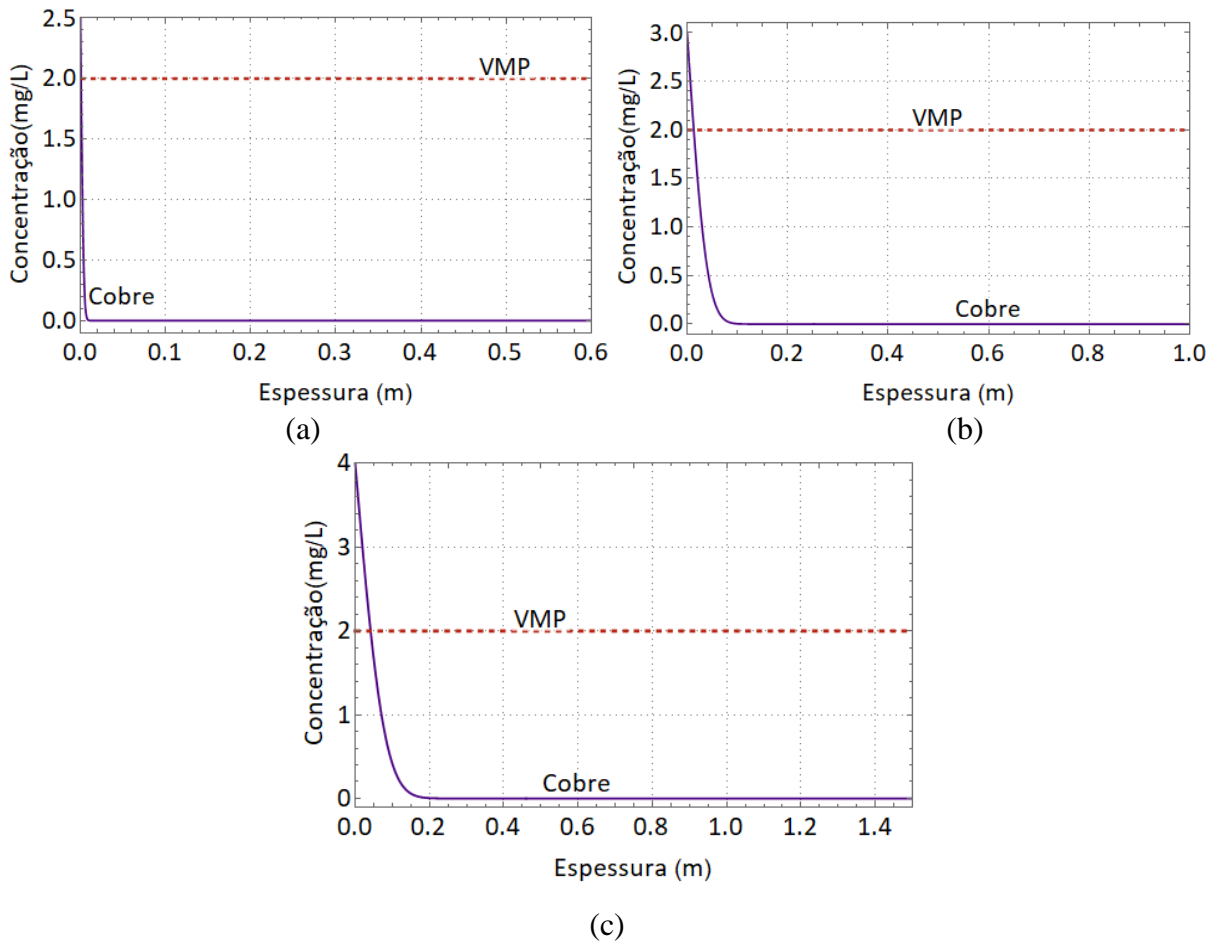 2.5
2.0
1.5
1.0
0.5
0.0
Concentração(mg/L)
VMP
Cobre
0.0 0.1 0.2 0.3 0.4 0.5 0.6
Espessura (m)
(a)
3.0
2.5
2.0
1.5
1.0
0.5
0.0
Concentração(mg/L)
VMP
Cobre
0.0 0.2 0.4 0.6 0.8 1.0
Espessura (m)
(b)
4
3
2
1
0
Concentração(mg/L)
VMP
Cobre
0.0 0.2 0.4 0.6 0.8 1.0 1.2 1.4
Espessura (m)
(c)